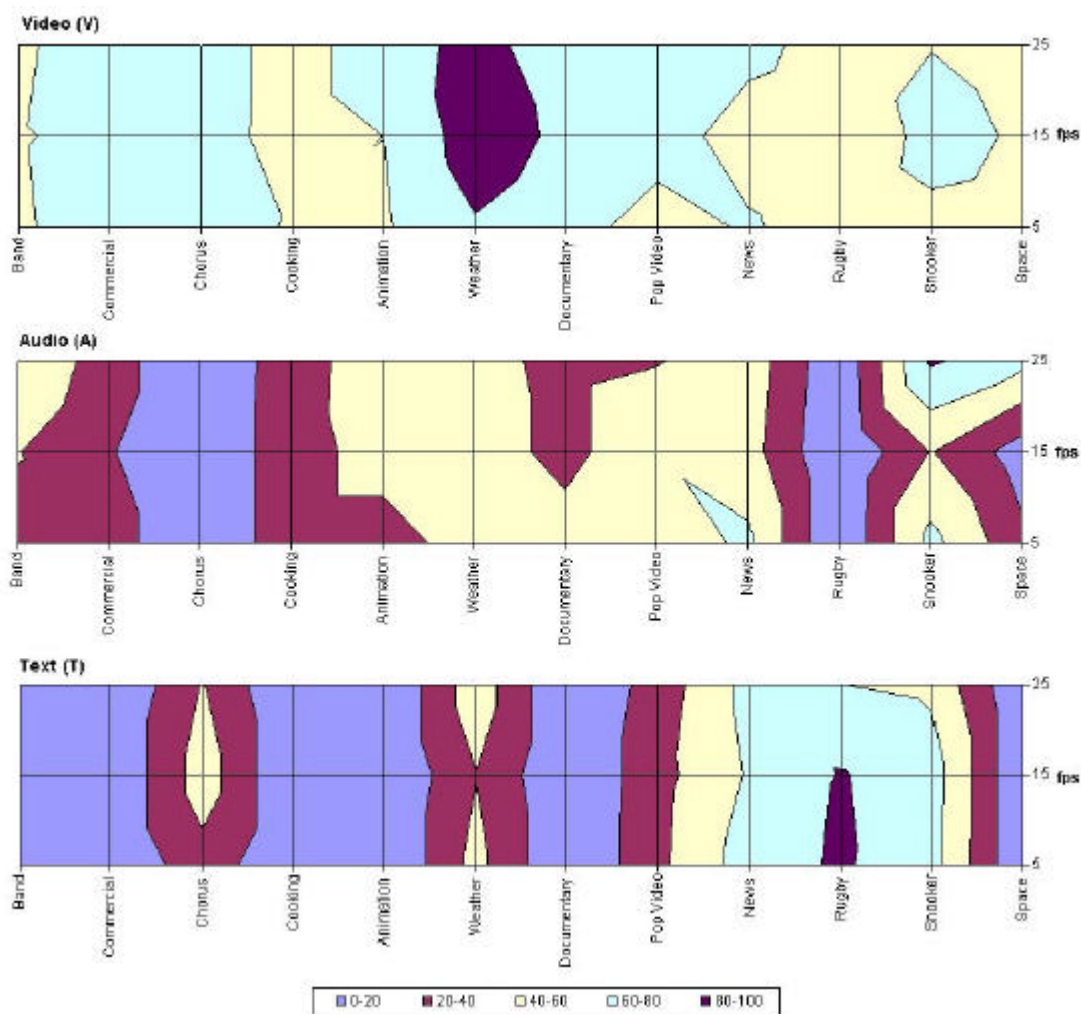 Video (V)
25
15 fps
5
Band
Commercial
Chorus
Cooking
Animation
Weather
Documentary
Pop Video
News
Rugby
Snooker
Space
Audio (A)
25
15 fps
5
Band
Commercial
Chorus
Cooking
Animation
Weather
Documentary
Pop Video
News
Rugby
Snooker
Space
Text (T)
25
15 fps
5
Band
Commercial
Chorus
Cooking
Animation
Weather
Documentary
Pop Video
News
Rugby
Snooker
Space
0-20 20-40 40-60 60-80 80-100